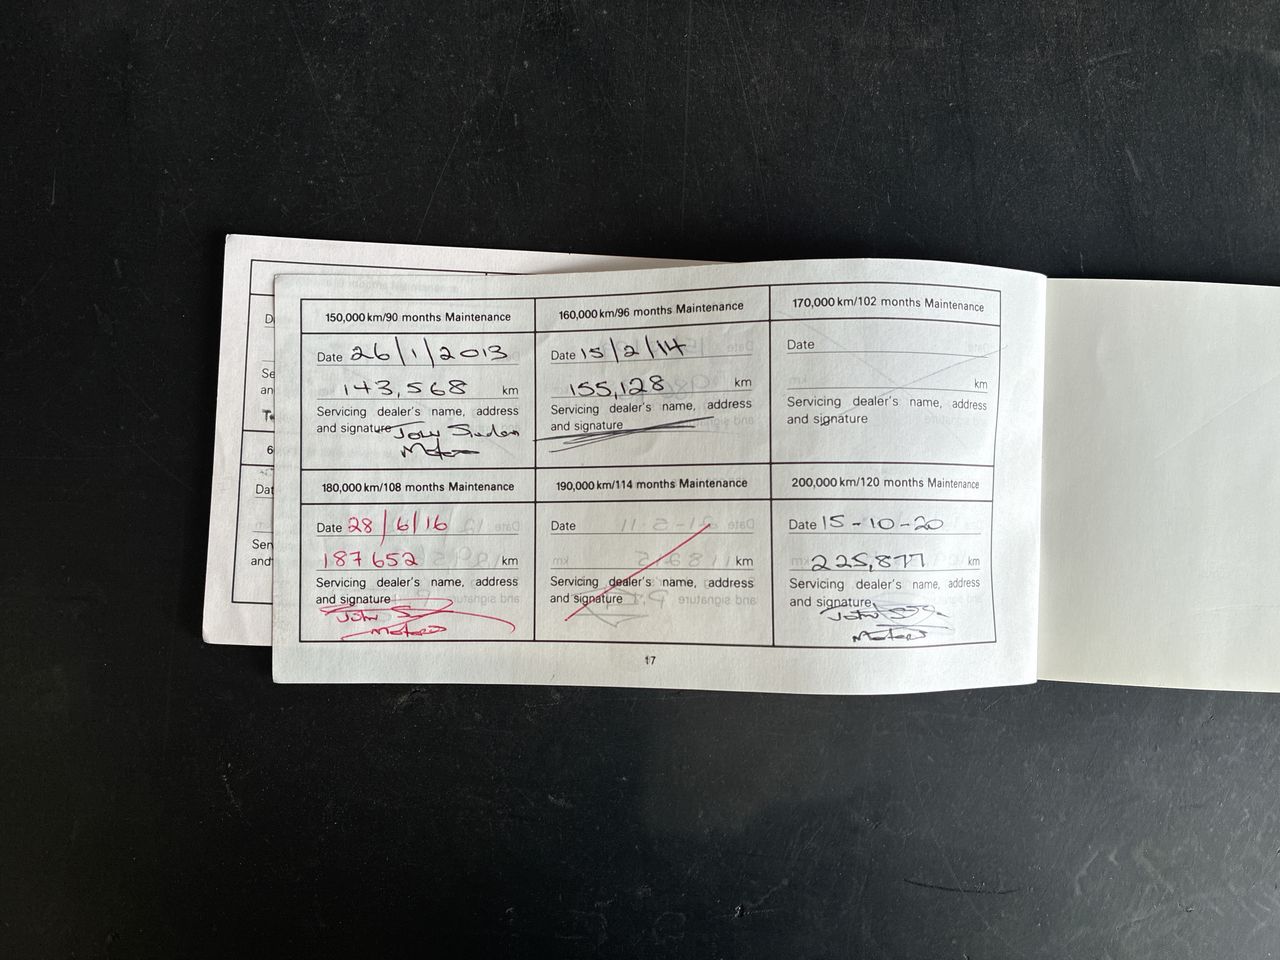 150,000 km/90 months Maintenance
Date 26/1/2013
143,568 km
Servicing dealer's name, address
and signature
Motors
160,000 km/96 months Maintenance
Date 15/2/14
155,128 km
Servicing dealer's name, address
and signature
170,000 km/102 months Maintenance
Date
km
Servicing dealer's name, address
and signature
180,000 km/108 months Maintenance
Date 28/6/16
187652 km
Servicing dealer's name, address
and signature
John
Motors
190,000 km/114 months Maintenance
Date
km
Servicing dealer's name, address
and signature
200,000 km/120 months Maintenance
Date 15-10-20
225,877 km
Servicing dealer's name, address
and signature
John
Motors
17